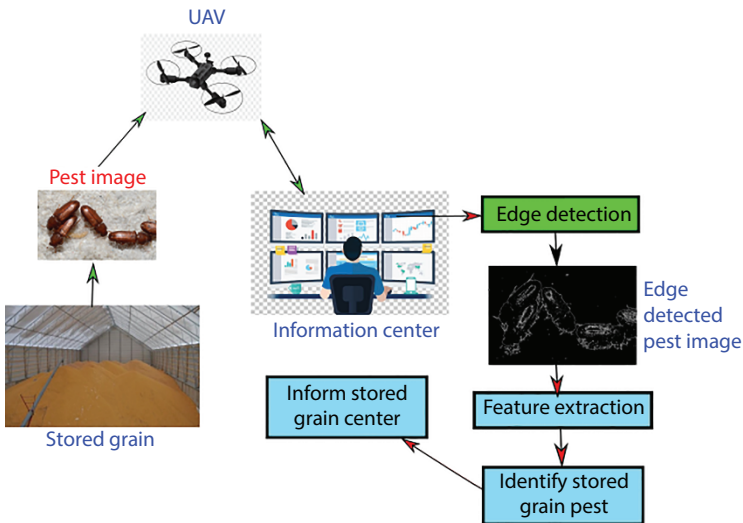 UAV
Pest image
Stored grain
Information center
Edge detection
Edge
detected
pest image
Feature extraction
Identify stored
grain pest
Inform stored
grain center